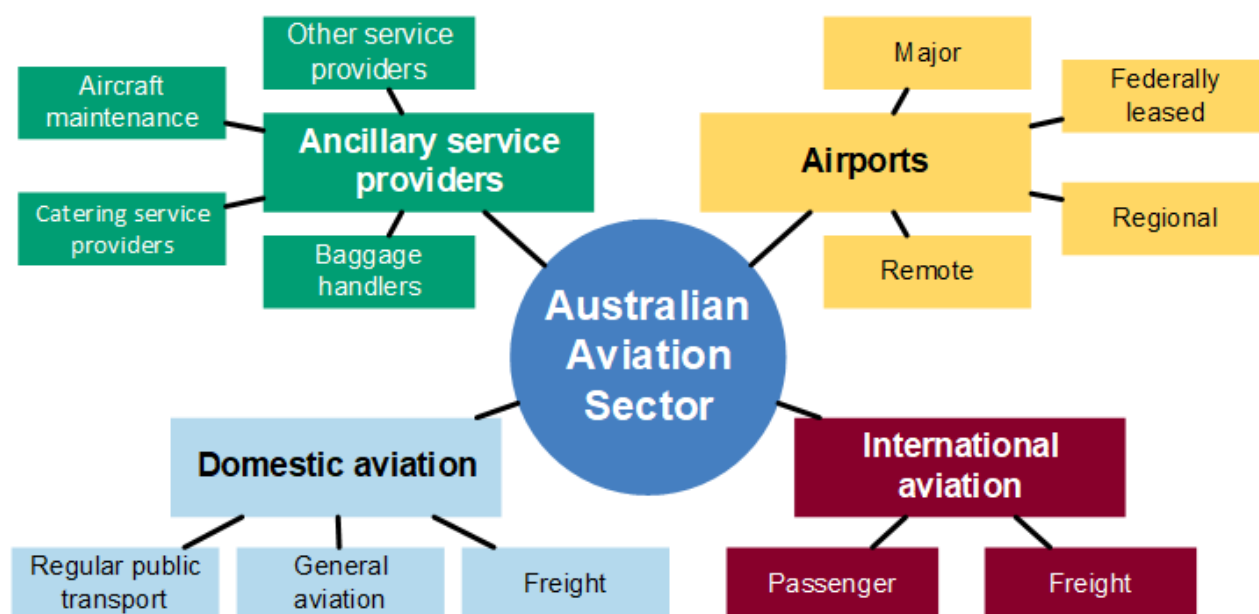 Other service
providers
Aircraft
maintenance
Ancillary service
providers
Catering service
providers
Baggage
handlers
Major
Federally
leased
Airports
Regional
Remote
Australian
Aviation
Sector
Domestic aviation
Regular public
transport
General
aviation
Freight
International
aviation
Passenger
Freight